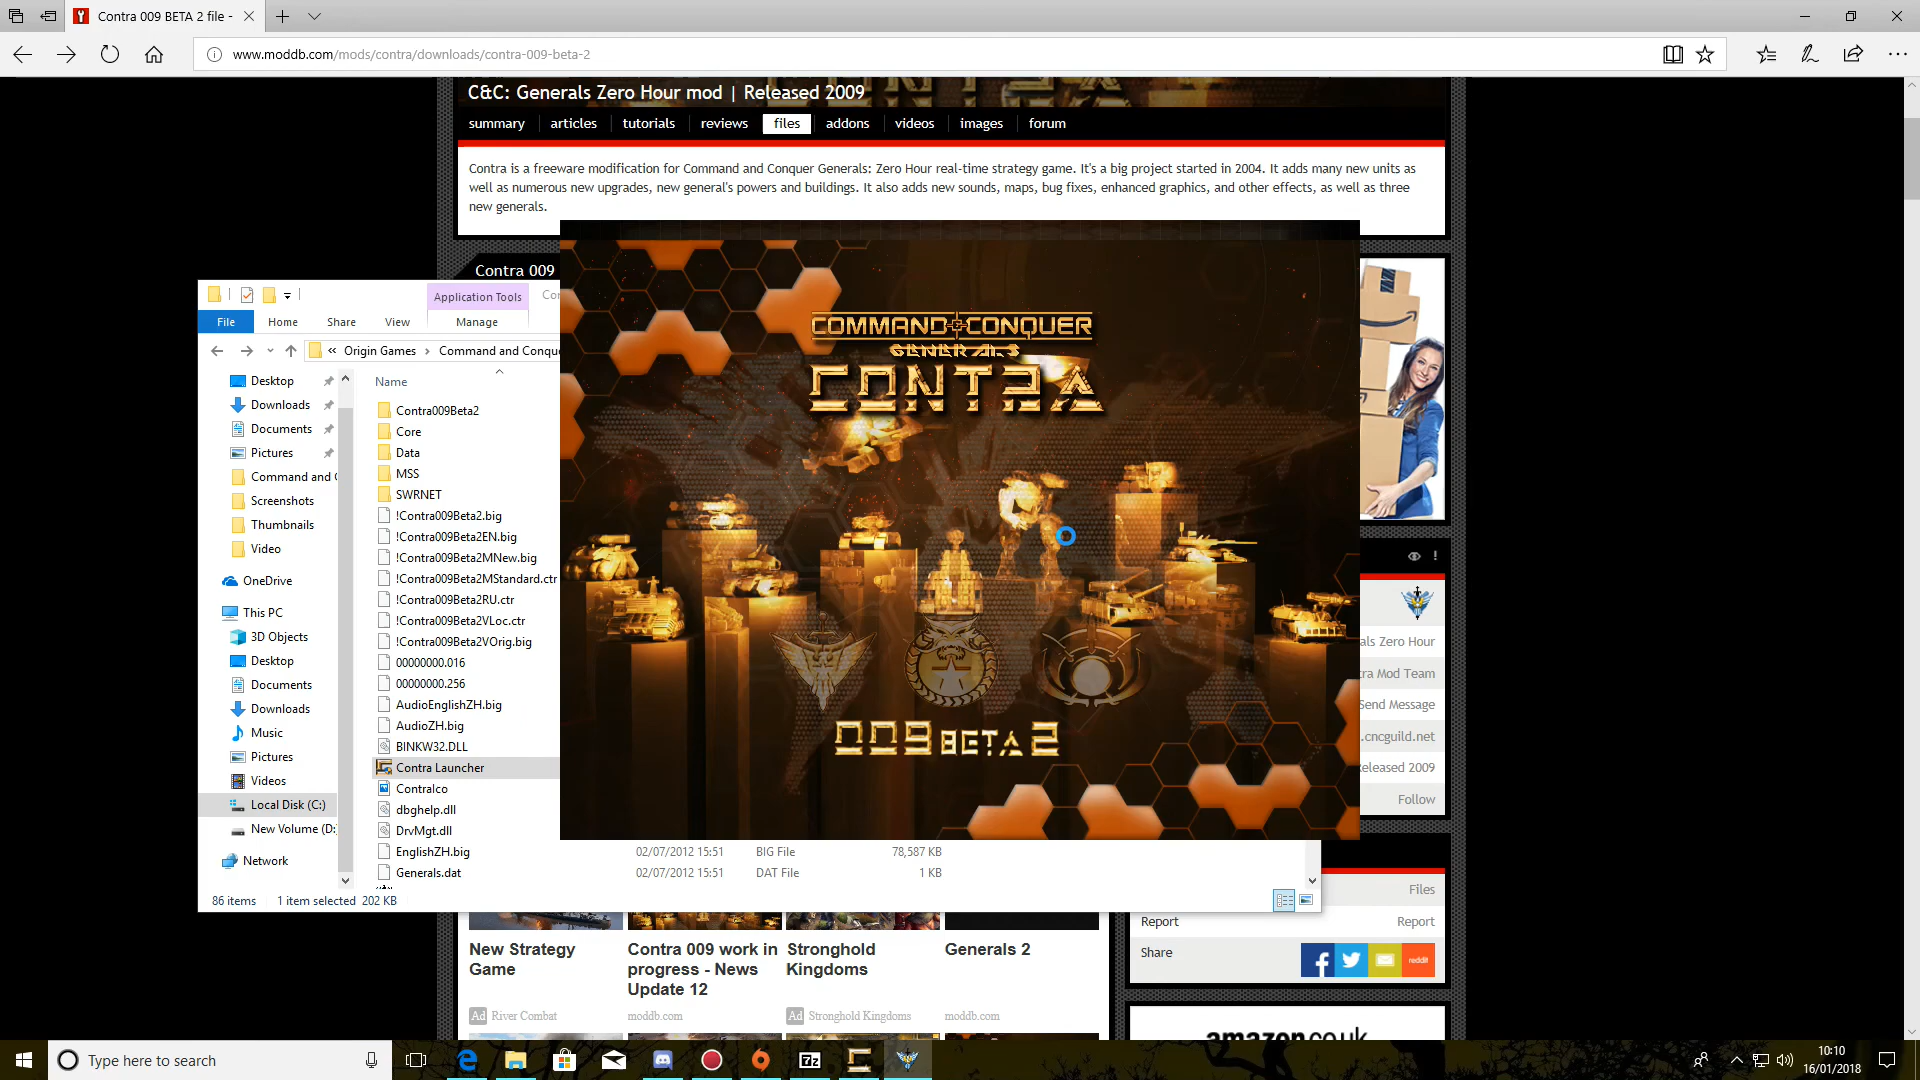 Contra 009 BETA 2 file -
www.moddb.com/mods/contra/downloads/contra-009-beta-2
C&C: Generals Zero Hour mod | Released 2009
summary articles tutorials reviews files addons videos images forum
Contra is a freeware modification for Command and Conquer Generals: Zero Hour real-time strategy game. It's a big project started in 2004. It adds many new units as
well as numerous new upgrades, new general's powers and buildings. It also adds new sounds, maps, bug fixes, enhanced graphics, and other effects, as well as three
new generals.
Contra 009
Application Tools
File Home Share View Manage
« Origin Games › Command and Conque
Name
Desktop
Downloads
Documents
Pictures
Command and C
Screenshots
Thumbnails
Video
OneDrive
This PC
3D Objects
Desktop
Documents
Downloads
Music
Pictures
Videos
Local Disk (C:)
New Volume (D:
Network
Contra009Beta2
Core
Data
MSS
SWRNET
!Contra009Beta2.big
!Contra009Beta2EN.big
!Contra009Beta2MNew.big
!Contra009Beta2MStandard.ctr
!Contra009Beta2RU.ctr
!Contra009Beta2VLoc.ctr
!Contra009Beta2VOrig.big
00000000.016
00000000.256
AudioEnglishZH.big
AudioZH.big
BINKW32.DLL
Contra Launcher
ContraIco
dbghelp.dll
DrvMgt.dll
EnglishZH.big 02/07/2012 15:51 BIG File 78,587 KB
Generals.dat 02/07/2012 15:51 DAT File 1 KB
86 items 1 item selected 202 KB
COMMAND CONQUER
GENERALS
CONTRA
009 BETA 2
als Zero Hour
tra Mod Team
Send Message
.cncguild.net
Released 2009
Follow
Files
Report Report
Share
reddit
New Strategy
Game
Ad River Combat
Contra 009 work in
progress - News
Update 12
moddb.com
Stronghold
Kingdoms
Ad Stronghold Kingdoms
Generals 2
moddb.com
amazon.co.uk
Type here to search
7z
10:10
16/01/2018